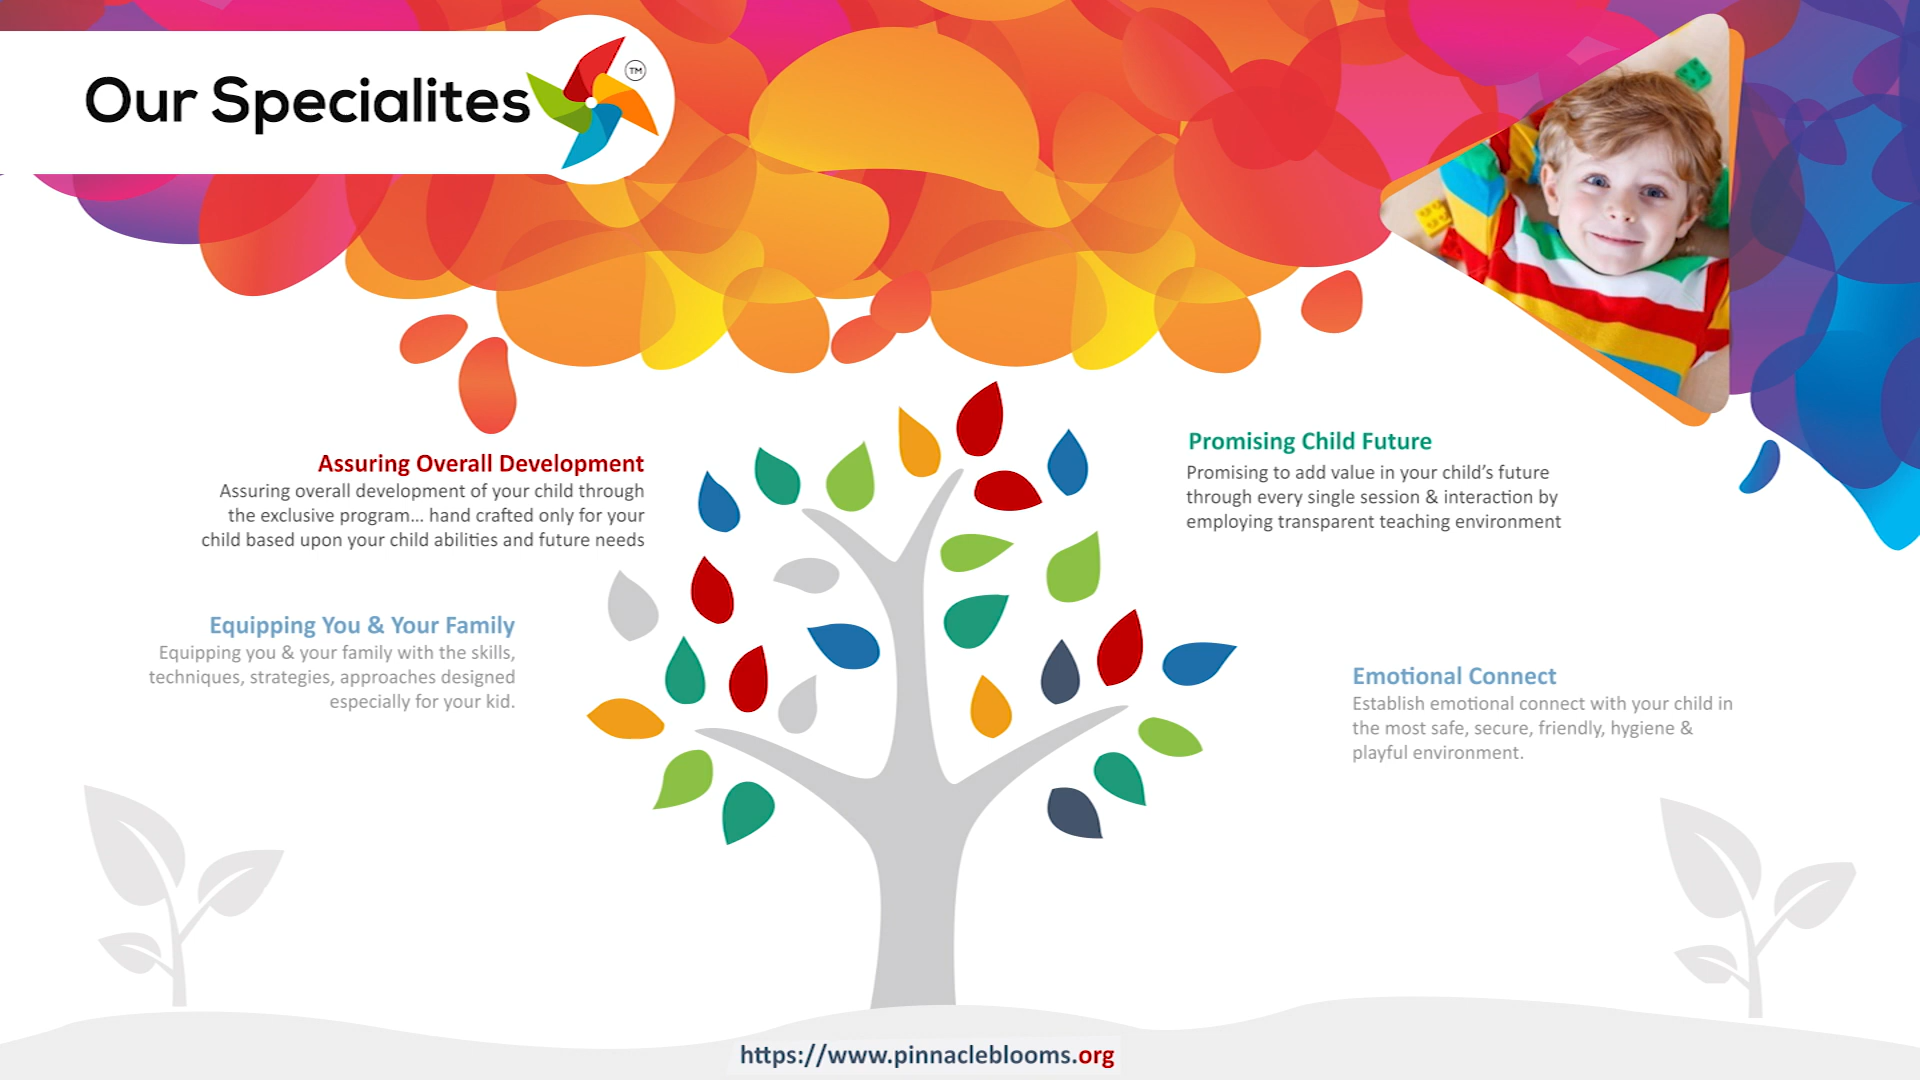 Our Specialites
TM
Assuring Overall Development
Assuring overall development of your child through
the exclusive program... hand crafted only for your
child based upon your child abilities and future needs
Equipping You & Your Family
Equipping you & your family with the skills,
techniques, strategies, approaches designed
especially for your kid.
Promising Child Future
Promising to add value in your child's future
through every single session & interaction by
employing transparent teaching environment
Emotional Connect
Establish emotional connect with your child in
the most safe, secure, friendly, hygiene &
playful environment.
https://www.pinnacleblooms.org